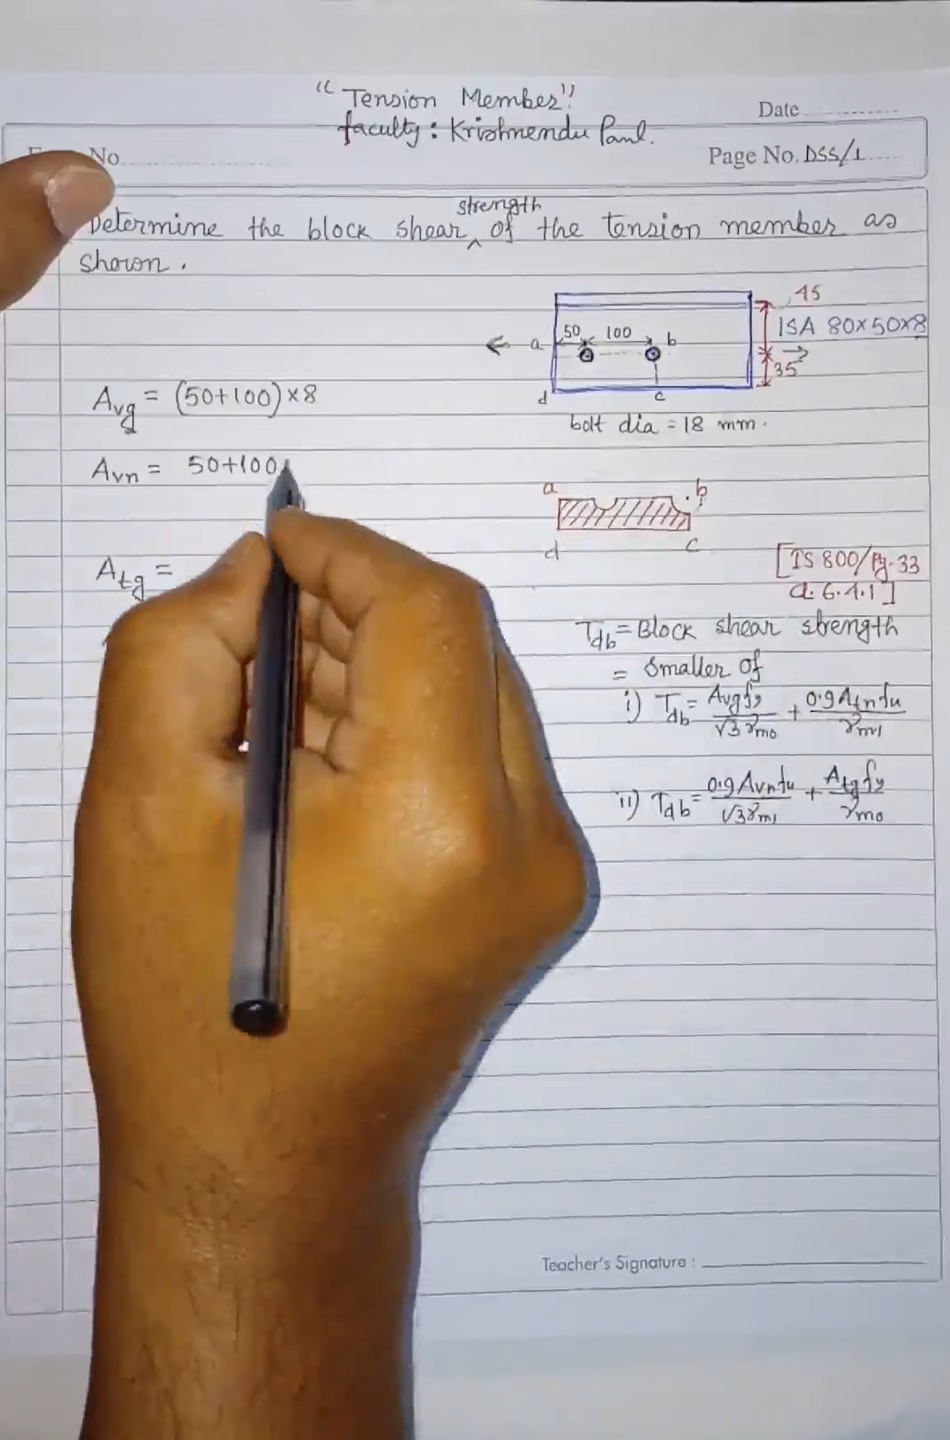 "Tension Member"
faculty: Krishnendu Paul.
Date
No
Page No. DSS/1
strength
Determine the block shear ^ of the tension member as
shown.
45
50 100
a b
ISA 80×50×8
35
d c
bolt dia = 18 mm.
Avg = (50+100)×8
Avn = 50+100
a b
d c
Atg =
[IS 800/Pg.33
Cl. 6.4.1]
Tdb = Block shear strength
= Smaller of
i) Tdb = Avg fy/√3 γm0 + 0.9 Atn fu/γm1
ii) Tdb = 0.9 Avn fu/√3 γm1 + Atg fy/γm0
Teacher's Signature :